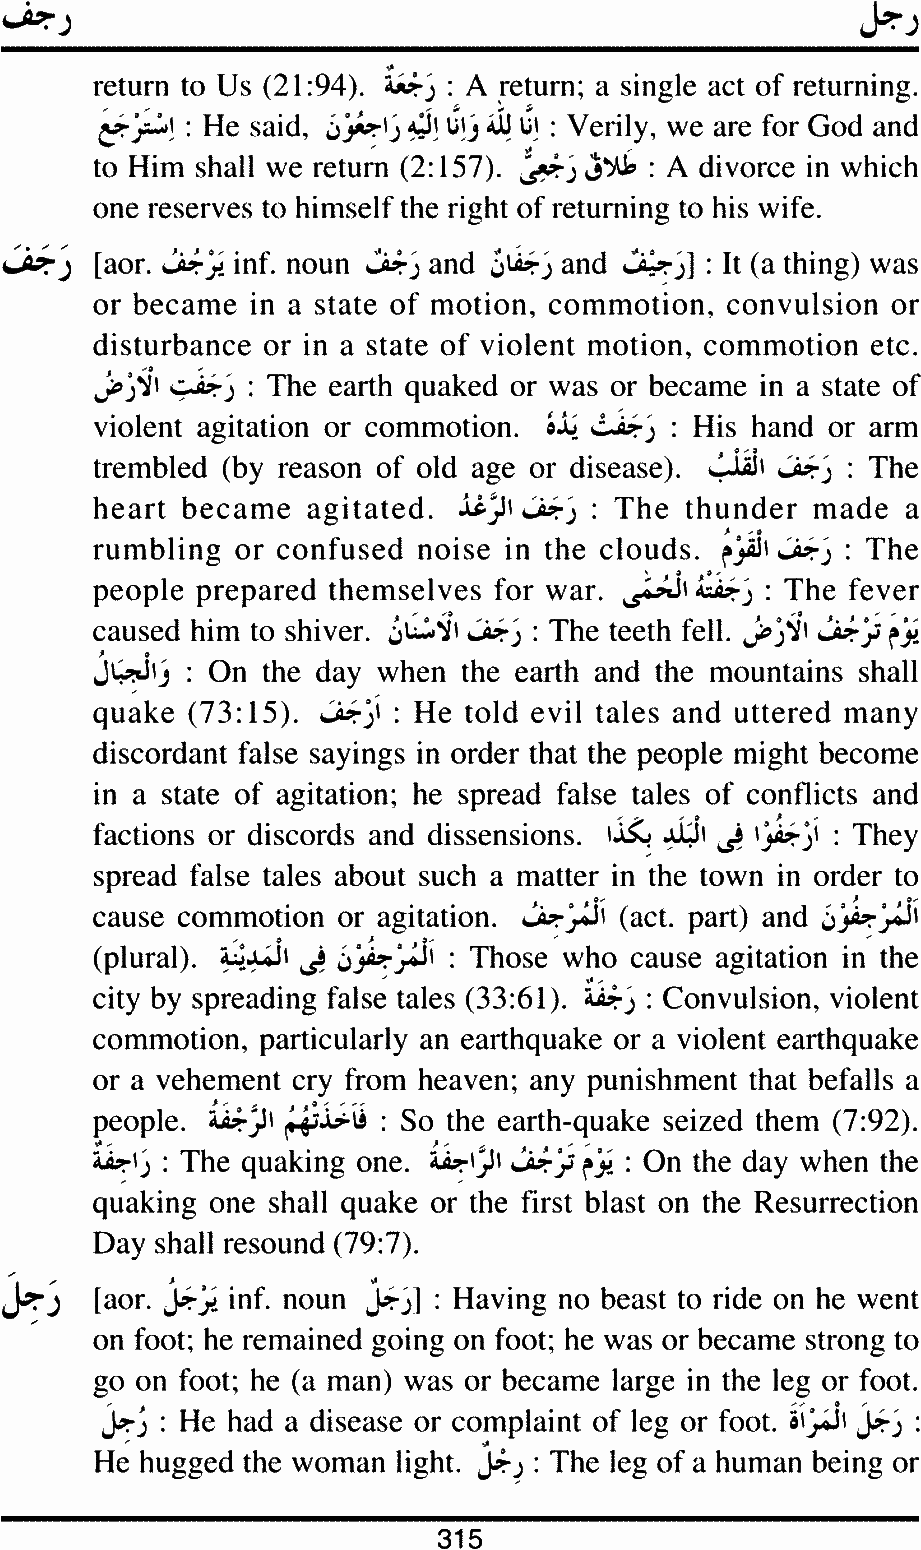 رجف رجل
return to Us (21:94). رَجْعَةٌ : A return; a single act of returning.
اِسْتَرْجَعَ : He said, اِنَّا لِلّٰهِ وَاِنَّا اِلَيْهِ رَاجِعُوْنَ : Verily, we are for God and
to Him shall we return (2:157). طَلَاقٌ رَجْعِىٌّ : A divorce in which
one reserves to himself the right of returning to his wife.
رَجَفَ [aor. يَرْجُفُ inf. noun رَجْفٌ and رَجَفَانٌ and رَجِيْفٌ] : It (a thing) was
or became in a state of motion, commotion, convulsion or
disturbance or in a state of violent motion, commotion etc.
رَجَفَتِ الْاَرْضُ : The earth quaked or was or became in a state of
violent agitation or commotion. رَجَفَتْ يَدُهُ : His hand or arm
trembled (by reason of old age or disease). رَجَفَ الْقَلْبُ : The
heart became agitated. رَجَفَ الرَّعْدُ : The thunder made a
rumbling or confused noise in the clouds. رَجَفَ الْقَوْمُ : The
people prepared themselves for war. رَجَفَتْهُ الْحُمّٰى : The fever
caused him to shiver. رَجَفَ الْاَسْنَانُ : The teeth fell. يَوْمَ تَرْجُفُ الْاَرْضُ
وَالْجِبَالُ : On the day when the earth and the mountains shall
quake (73:15). اَرْجَفَ : He told evil tales and uttered many
discordant false sayings in order that the people might become
in a state of agitation; he spread false tales of conflicts and
factions or discords and dissensions. اَرْجَفُوْا فِى الْبَلَدِ بِكَذَا : They
spread false tales about such a matter in the town in order to
cause commotion or agitation. اَلْمُرْجِفُ (act. part) and اَلْمُرْجِفُوْنَ
(plural). اَلْمُرْجِفُوْنَ فِى الْمَدِيْنَةِ : Those who cause agitation in the
city by spreading false tales (33:61). رَجْفَةٌ : Convulsion, violent
commotion, particularly an earthquake or a violent earthquake
or a vehement cry from heaven; any punishment that befalls a
people. فَاَخَذَتْهُمُ الرَّجْفَةُ : So the earth-quake seized them (7:92).
رَاجِفَةٌ : The quaking one. يَوْمَ تَرْجُفُ الرَّاجِفَةُ : On the day when the
quaking one shall quake or the first blast on the Resurrection
Day shall resound (79:7).
رَجِلَ [aor. يَرْجَلُ inf. noun رَجَلٌ] : Having no beast to ride on he went
on foot; he remained going on foot; he was or became strong to
go on foot; he (a man) was or became large in the leg or foot.
رُجِلَ : He had a disease or complaint of leg or foot. رَجَلَ الْمَرْاَةَ :
He hugged the woman light. رِجْلٌ : The leg of a human being or
315